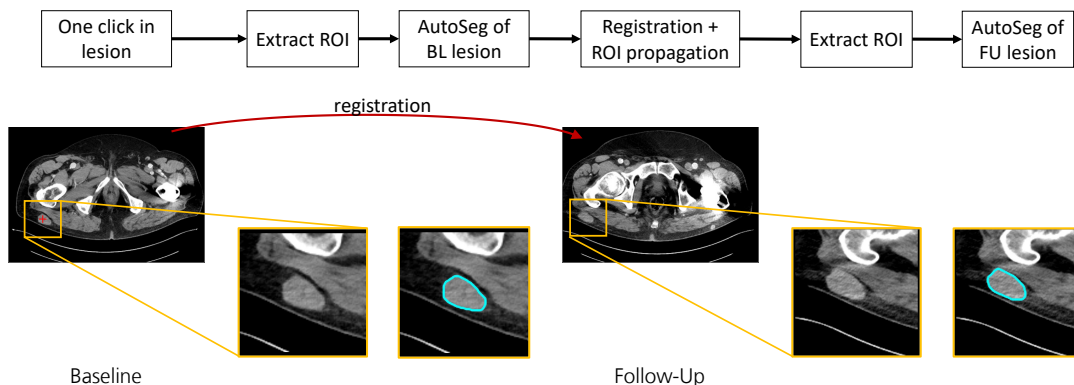 One click in
lesion
Extract ROI
AutoSeg of
BL lesion
Registration +
ROI propagation
Extract ROI
AutoSeg of
FU lesion
registration
Baseline
Follow-Up